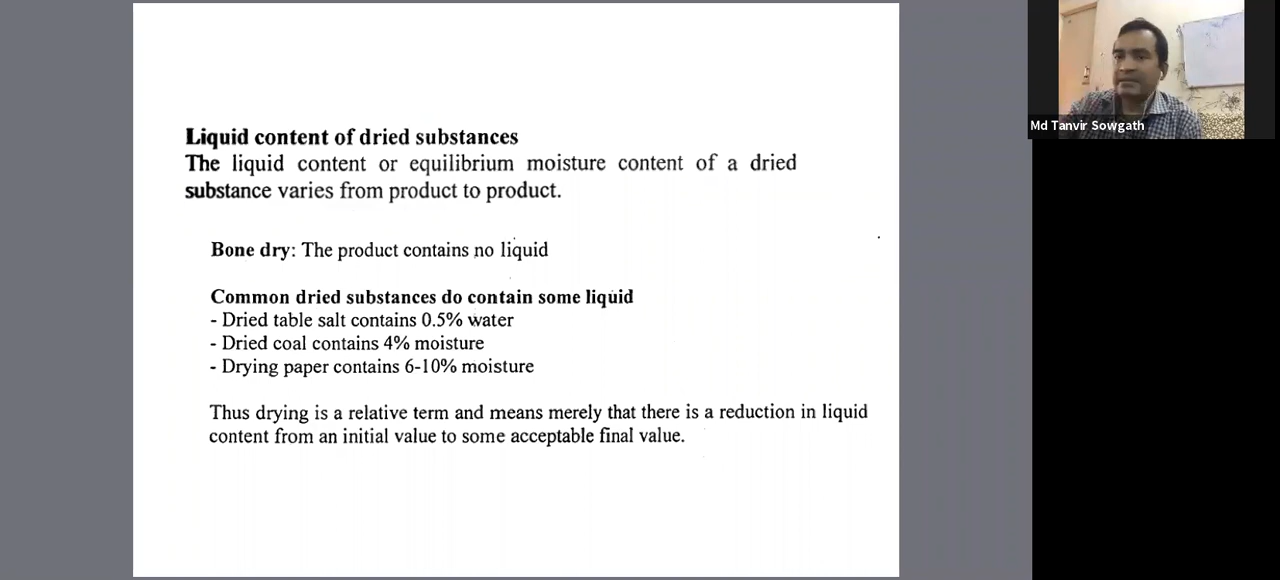 Liquid content of dried substances
The liquid content or equilibrium moisture content of a dried
substance varies from product to product.
Bone dry: The product contains no liquid
Common dried substances do contain some liquid
- Dried table salt contains 0.5% water
- Dried coal contains 4% moisture
- Drying paper contains 6-10% moisture
Thus drying is a relative term and means merely that there is a reduction in liquid
content from an initial value to some acceptable final value.
Md Tanvir Sowgath